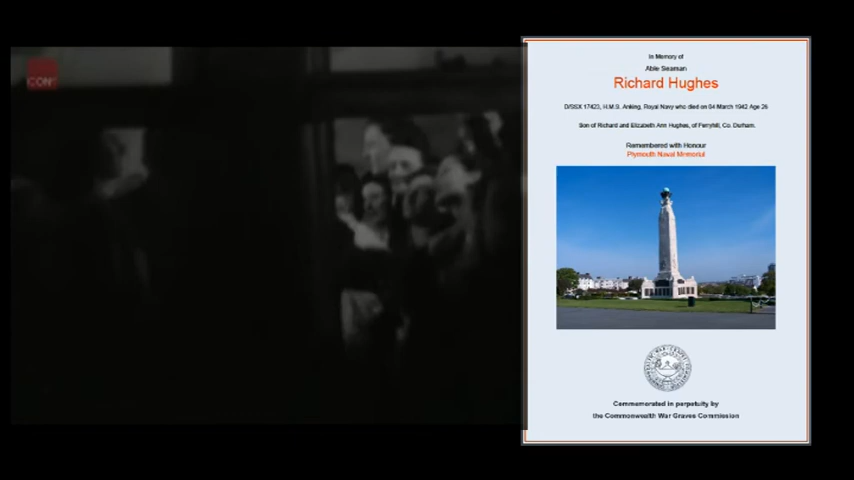 ICON
In Memory of
Able Seaman
Richard Hughes
D/SSX 17423, H.M.S. Anking, Royal Navy who died on 04 March 1942 Age 26
Son of Richard and Elizabeth Ann Hughes, of Ferryhill, Co. Durham.
Remembered with Honour
Plymouth Naval Memorial
Commemorated in perpetuity by
the Commonwealth War Graves Commission